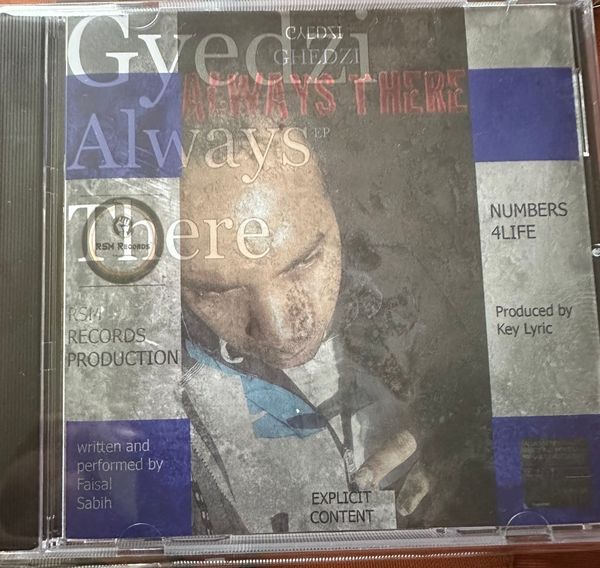 Gyedzi
GYEDZI
GHEDZI
ALWAYS THERE
Always
EP
There
RSM RECORDS
RSM
RECORDS
PRODUCTION
NUMBERS
4LIFE
Produced by
Key Lyric
written and
performed by
Faisal
Sabih
EXPLICIT
CONTENT